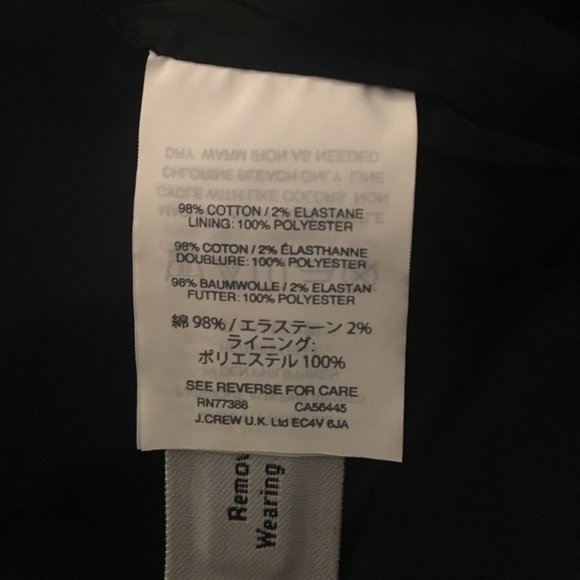 98% COTTON / 2% ELASTANE
LINING: 100% POLYESTER
98% COTON / 2% ÉLASTHANNE
DOUBLURE: 100% POLYESTER
98% BAUMWOLLE / 2% ELASTAN
FUTTER: 100% POLYESTER
綿 98% / エラステーン 2%
ライニング:
ポリエステル 100%
SEE REVERSE FOR CARE
RN77388 CA56445
J.CREW U.K. Ltd EC4V 6JA
Wearing